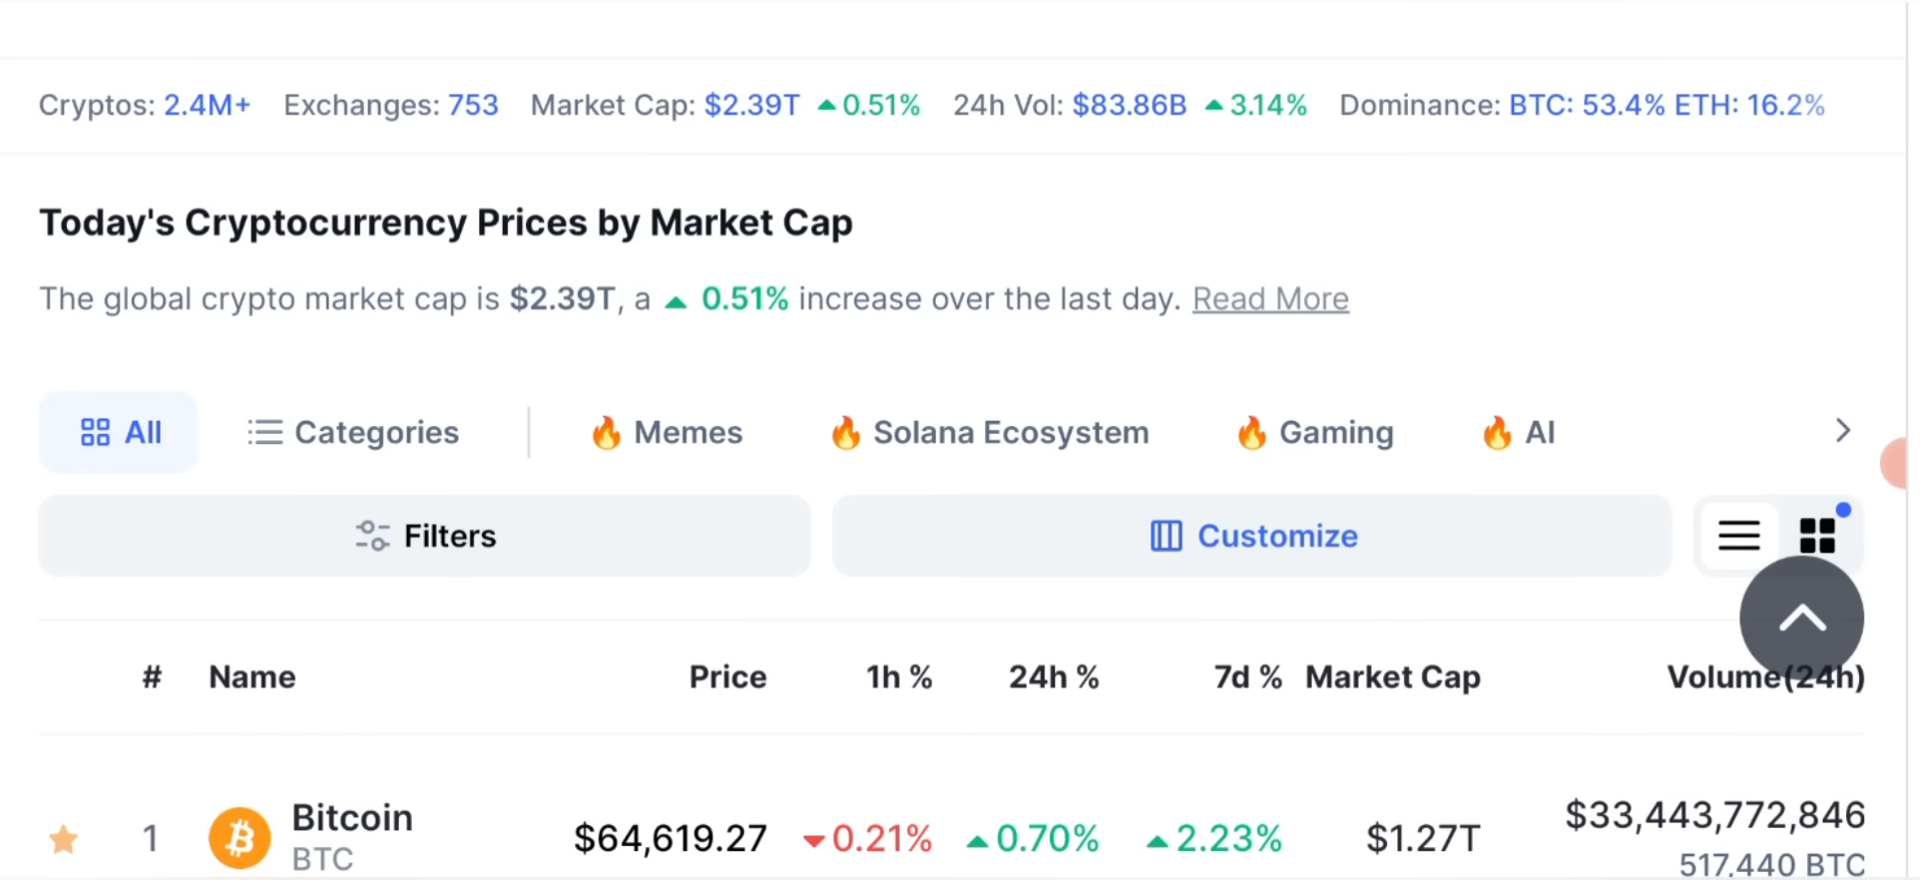 Cryptos: 2.4M+ Exchanges: 753 Market Cap: $2.39T 0.51% 24h Vol: $83.86B 3.14% Dominance: BTC: 53.4% ETH: 16.2%
Today's Cryptocurrency Prices by Market Cap
The global crypto market cap is $2.39T, a 0.51% increase over the last day. Read More
All Categories Memes Solana Ecosystem Gaming AI
Filters Customize
# Name Price 1h % 24h % 7d % Market Cap Volume(24h)
1 Bitcoin $64,619.27 0.21% 0.70% 2.23% $1.27T $33,443,772,846
BTC 517,440 BTC